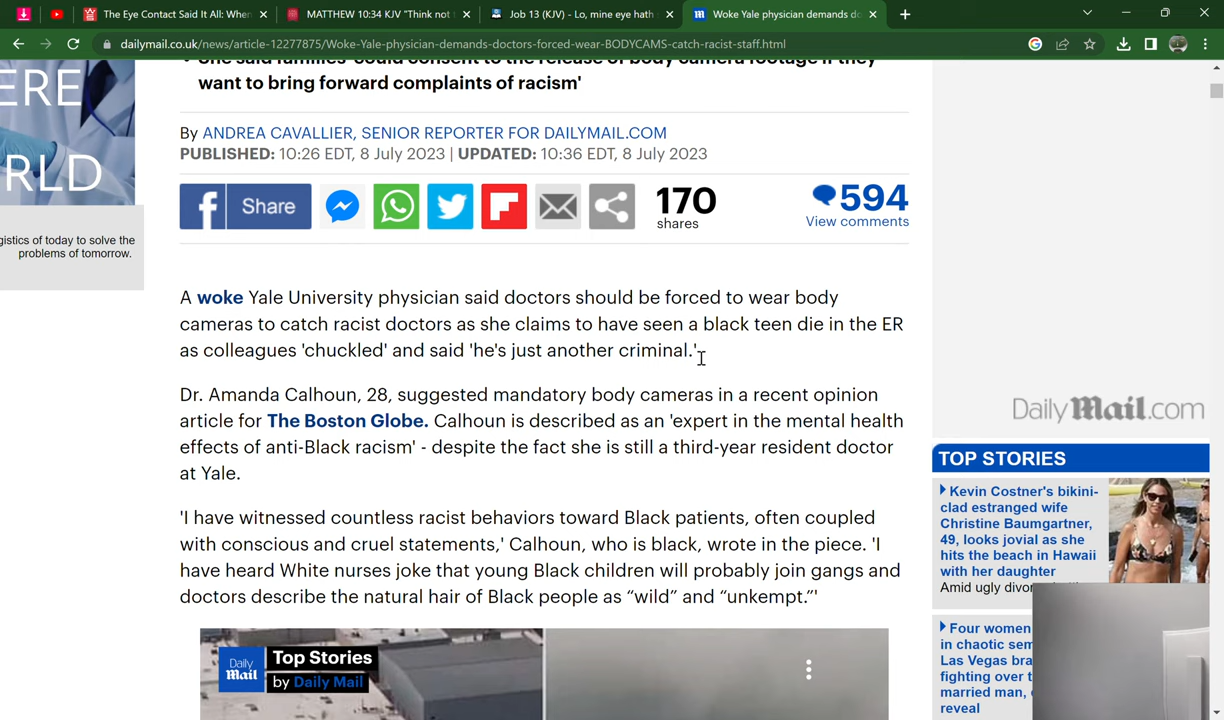 The Eye Contact Said It All: When
MATTHEW 10:34 KJV "Think not
Job 13 (KJV) - Lo, mine eye hath
Woke Yale physician demands do
dailymail.co.uk/news/article-12277875/Woke-Yale-physician-demands-doctors-forced-wear-BODYCAMS-catch-racist-staff.html
ERE
RLD
gistics of today to solve the
problems of tomorrow.
She said families 'could consent to the release of body camera footage if they
want to bring forward complaints of racism'
By ANDREA CAVALLIER, SENIOR REPORTER FOR DAILYMAIL.COM
PUBLISHED: 10:26 EDT, 8 July 2023 | UPDATED: 10:36 EDT, 8 July 2023
Share
170
shares
594
View comments
A woke Yale University physician said doctors should be forced to wear body
cameras to catch racist doctors as she claims to have seen a black teen die in the ER
as colleagues 'chuckled' and said 'he's just another criminal.'
Dr. Amanda Calhoun, 28, suggested mandatory body cameras in a recent opinion
article for The Boston Globe. Calhoun is described as an 'expert in the mental health
effects of anti-Black racism' - despite the fact she is still a third-year resident doctor
at Yale.
'I have witnessed countless racist behaviors toward Black patients, often coupled
with conscious and cruel statements,' Calhoun, who is black, wrote in the piece. 'I
have heard White nurses joke that young Black children will probably join gangs and
doctors describe the natural hair of Black people as “wild” and “unkempt.”'
Daily Mail
Top Stories
by Daily Mail
DailyMail.com
TOP STORIES
Kevin Costner's bikini-
clad estranged wife
Christine Baumgartner,
49, looks jovial as she
hits the beach in Hawaii
with her daughter
Amid ugly divor
Four women
in chaotic sem
Las Vegas bra
fighting over
married man,
reveal